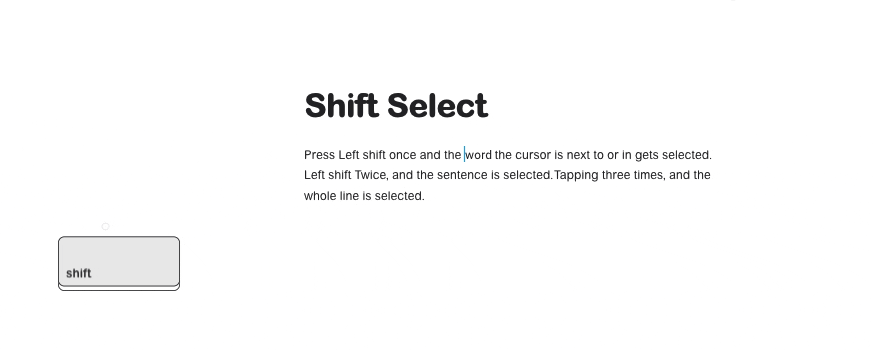 Shift Select
Press Left shift once and the word the cursor is next to or in gets selected.
Left shift Twice, and the sentence is selected.Tapping three times, and the
whole line is selected.
shift